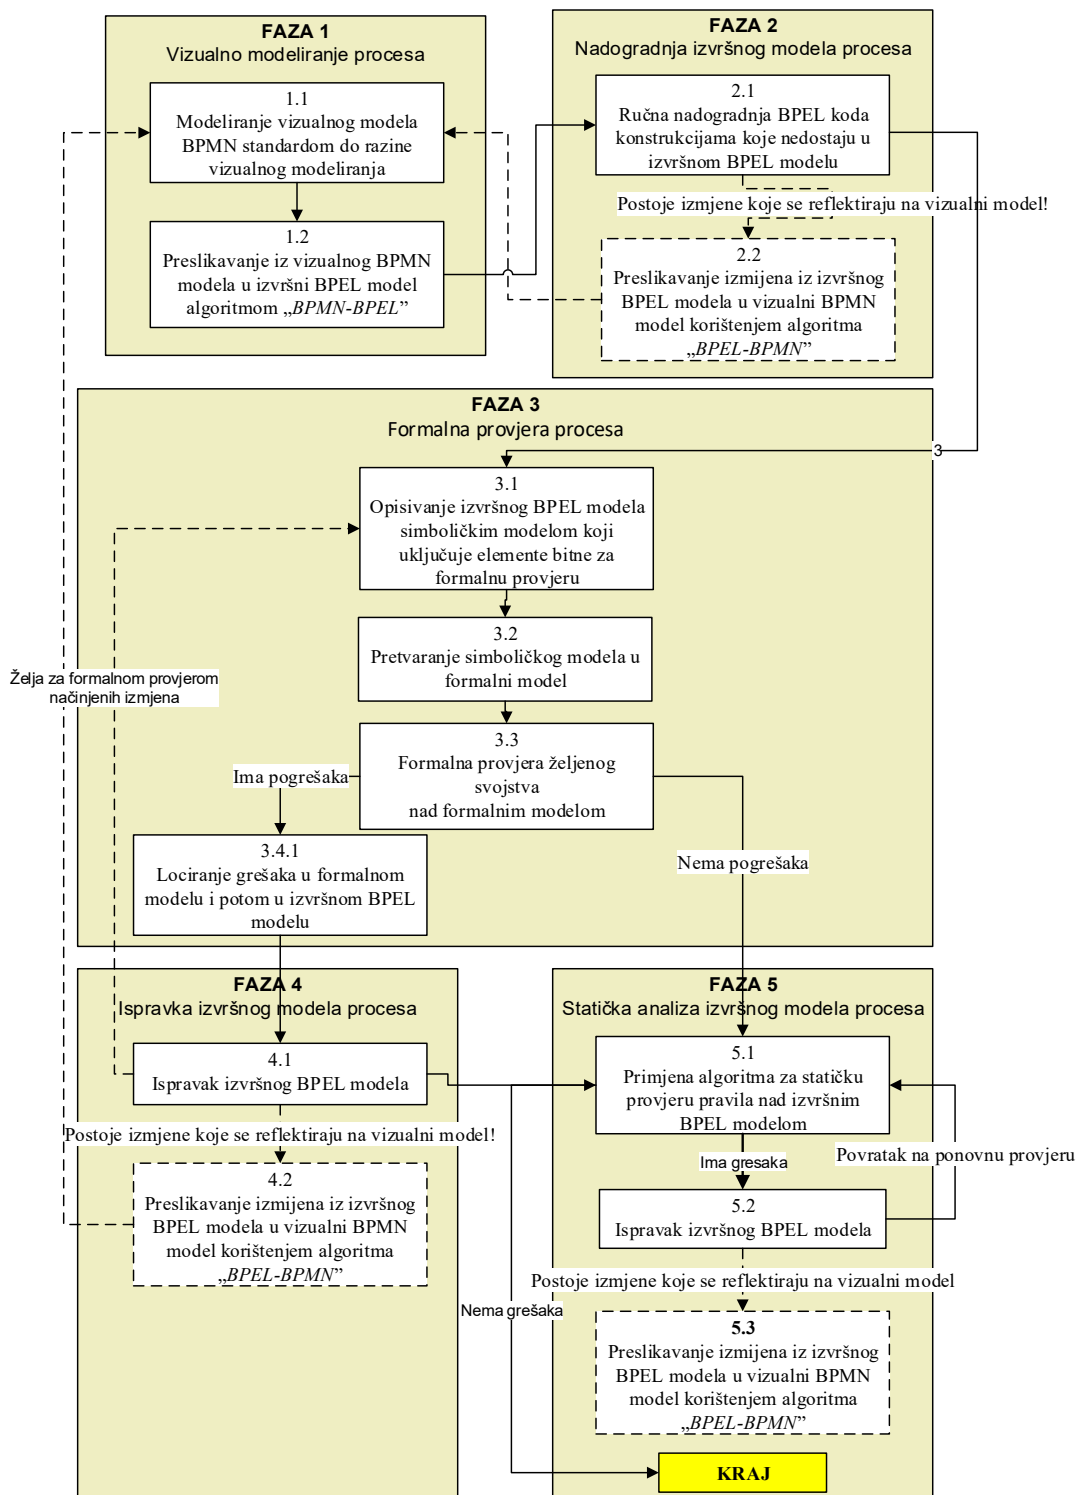 FAZA 1
Vizualno modeliranje procesa
1.1
Modeliranje vizualnog modela
BPMN standardom do razine
vizualnog modeliranja
1.2
Preslikavanje iz vizualnog BPMN
modela u izvršni BPEL model
algoritmom „BPMN-BPEL”
FAZA 2
Nadogradnja izvršnog modela procesa
2.1
Ručna nadogradnja BPEL koda
konstrukcijama koje nedostaju u
izvršnom BPEL modelu
Postoje izmjene koje se reflektiraju na vizualni model!
2.2
Preslikavanje izmijena iz izvršnog
BPEL modela u vizualni BPMN
model korištenjem algoritma
„BPEL-BPMN”
FAZA 3
Formalna provjera procesa
3
3.1
Opisivanje izvršnog BPEL modela
simboličkim modelom koji
uključuje elemente bitne za
formalnu provjeru
3.2
Pretvaranje simboličkog modela u
formalni model
Želja za formalnom provjerom
načinjenih izmjena
3.3
Formalna provjera željenog
svojstva
nad formalnim modelom
Ima pogrešaka
3.4.1
Lociranje grešaka u formalnom
modelu i potom u izvršnom BPEL
modelu
Nema pogrešaka
FAZA 4
Ispravka izvršnog modela procesa
4.1
Ispravak izvršnog BPEL modela
Postoje izmjene koje se reflektiraju na vizualni model!
4.2
Preslikavanje izmijena iz izvršnog
BPEL modela u vizualni BPMN
model korištenjem algoritma
„BPEL-BPMN”
FAZA 5
Statička analiza izvršnog modela procesa
5.1
Primjena algoritma za statičku
provjeru pravila nad izvršnim
BPEL modelom
Ima gresaka
Povratak na ponovnu provjeru
5.2
Ispravak izvršnog BPEL modela
Postoje izmjene koje se reflektiraju na vizualni model
Nema grešaka
5.3
Preslikavanje izmijena iz izvršnog
BPEL modela u vizualni BPMN
model korištenjem algoritma
„BPEL-BPMN”
KRAJ